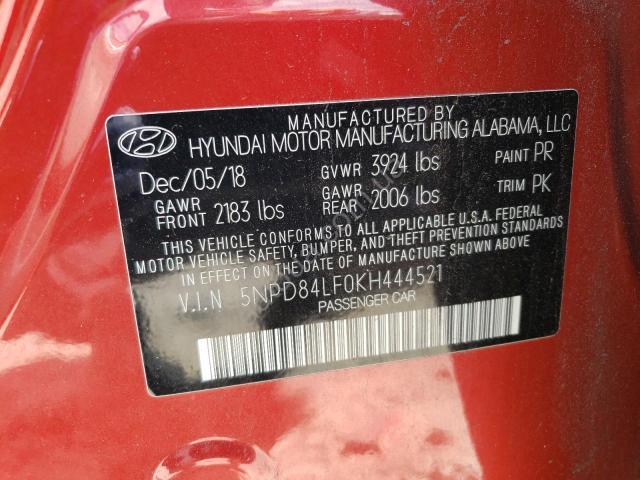 MANUFACTURED BY
HYUNDAI MOTOR MANUFACTURING ALABAMA, LLC
Dec/05/18 GVWR 3924 lbs PAINT PR
GAWR FRONT 2183 lbs GAWR REAR 2006 lbs TRIM PK
THIS VEHICLE CONFORMS TO ALL APPLICABLE U.S.A. FEDERAL
MOTOR VEHICLE SAFETY, BUMPER, AND THEFT PREVENTION STANDARDS
IN EFFECT ON THE DATE OF MANUFACTURE SHOWN ABOVE
V.I.N 5NPD84LF0KH444521
PASSENGER CAR